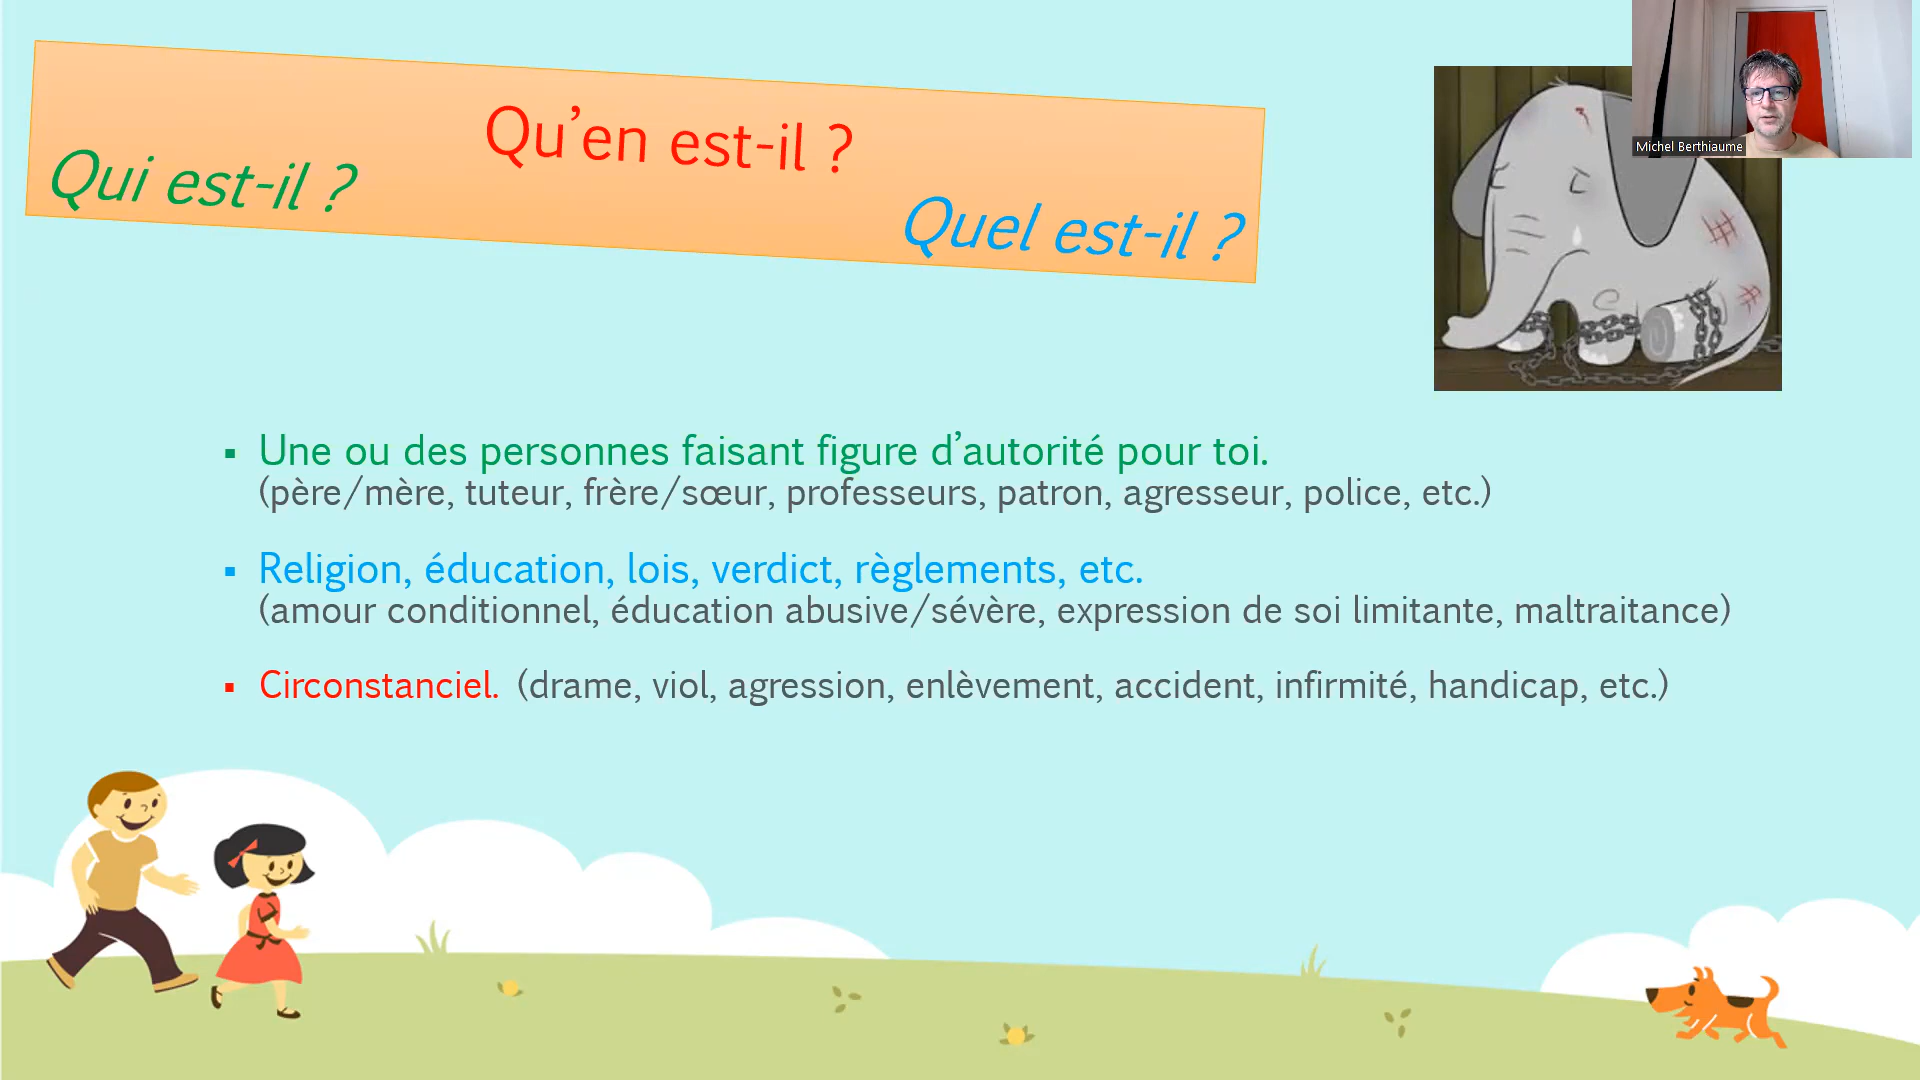 Qui est-il ?
Qu’en est-il ?
Quel est-il ?
Michel Berthiaume
▪ Une ou des personnes faisant figure d’autorité pour toi.
(père/mère, tuteur, frère/sœur, professeurs, patron, agresseur, police, etc.)
▪ Religion, éducation, lois, verdict, règlements, etc.
(amour conditionnel, éducation abusive/sévère, expression de soi limitante, maltraitance)
▪ Circonstanciel. (drame, viol, agression, enlèvement, accident, infirmité, handicap, etc.)